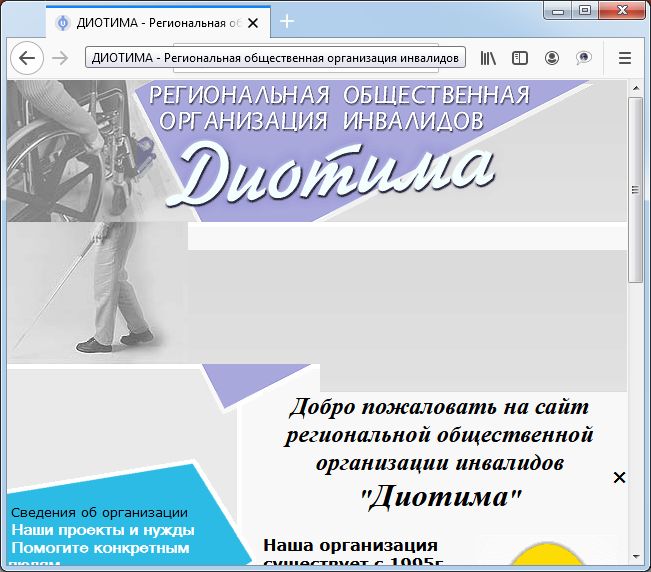 ДИОТИМА - Региональная об
ДИОТИМА - Региональная общественная организация инвалидов
РЕГИОНАЛЬНАЯ ОБЩЕСТВЕННАЯ
ОРГАНИЗАЦИЯ ИНВАЛИДОВ
Диотима
Добро пожаловать на сайт
региональной общественной
организации инвалидов
"Диотима"
Сведения об организации
Наши проекты и нужды
Помогите конкретным
людям
Наша организация
существует с 1995г